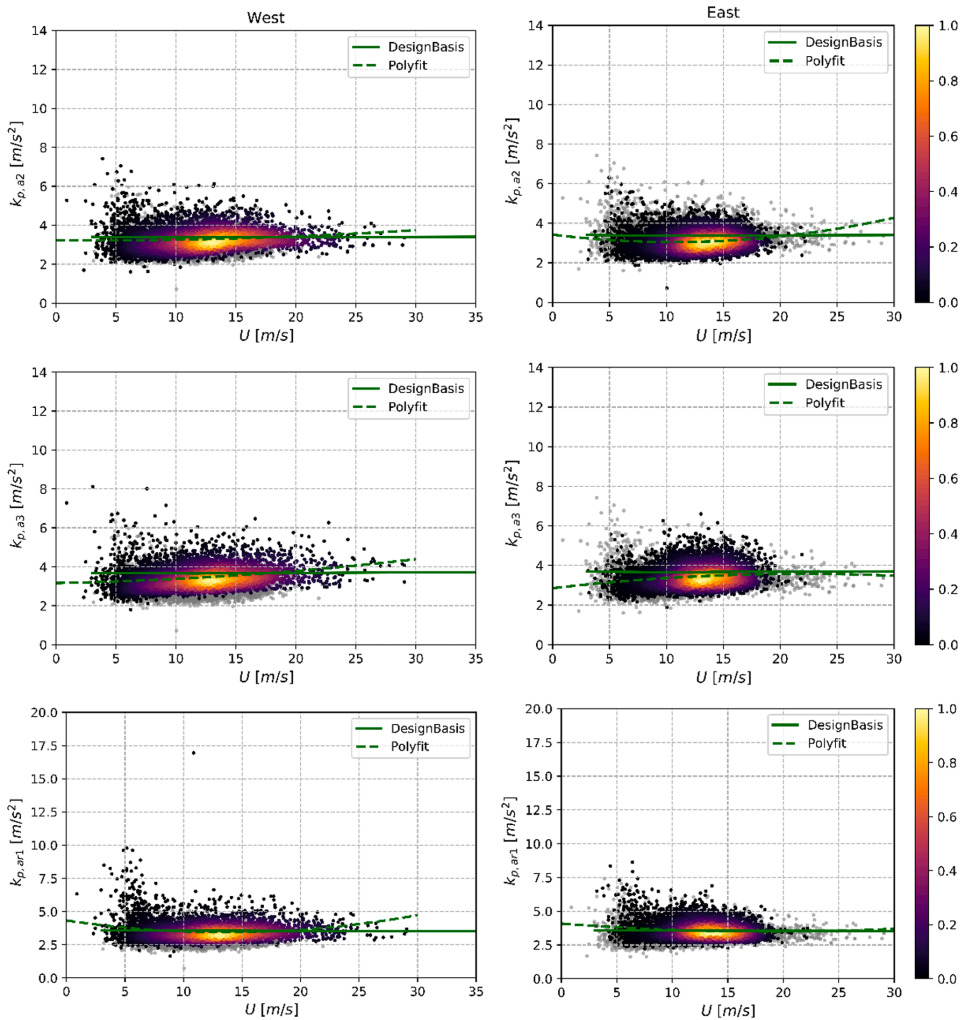 West
East
14
12
10
8
6
4
2
0
k_{p,a2} [m/s²]
DesignBasis
Polyfit
0 5 10 15 20 25 30 35
U [m/s]
14
12
10
8
6
4
2
0
k_{p,a2} [m/s²]
DesignBasis
Polyfit
0 5 10 15 20 25 30
U [m/s]
1.0
0.8
0.6
0.4
0.2
0.0
14
12
10
8
6
4
2
0
k_{p,a3} [m/s²]
DesignBasis
Polyfit
0 5 10 15 20 25 30 35
U [m/s]
14
12
10
8
6
4
2
0
k_{p,a3} [m/s²]
DesignBasis
Polyfit
0 5 10 15 20 25 30
U [m/s]
1.0
0.8
0.6
0.4
0.2
0.0
20.0
17.5
15.0
12.5
10.0
7.5
5.0
2.5
0.0
k_{p,ar1} [m/s²]
DesignBasis
Polyfit
0 5 10 15 20 25 30 35
U [m/s]
20.0
17.5
15.0
12.5
10.0
7.5
5.0
2.5
0.0
k_{p,ar1} [m/s²]
DesignBasis
Polyfit
0 5 10 15 20 25 30
U [m/s]
1.0
0.8
0.6
0.4
0.2
0.0